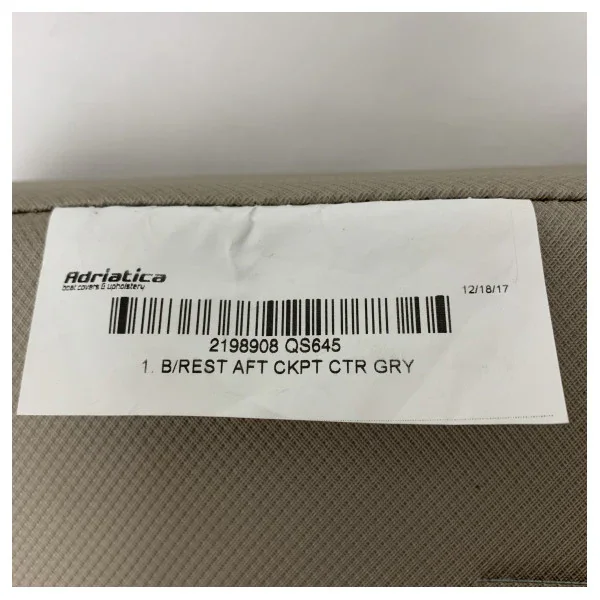 Adriatica
boat covers & upholstery
12/18/17
2198908 QS645
1. B/REST AFT CKPT CTR GRY